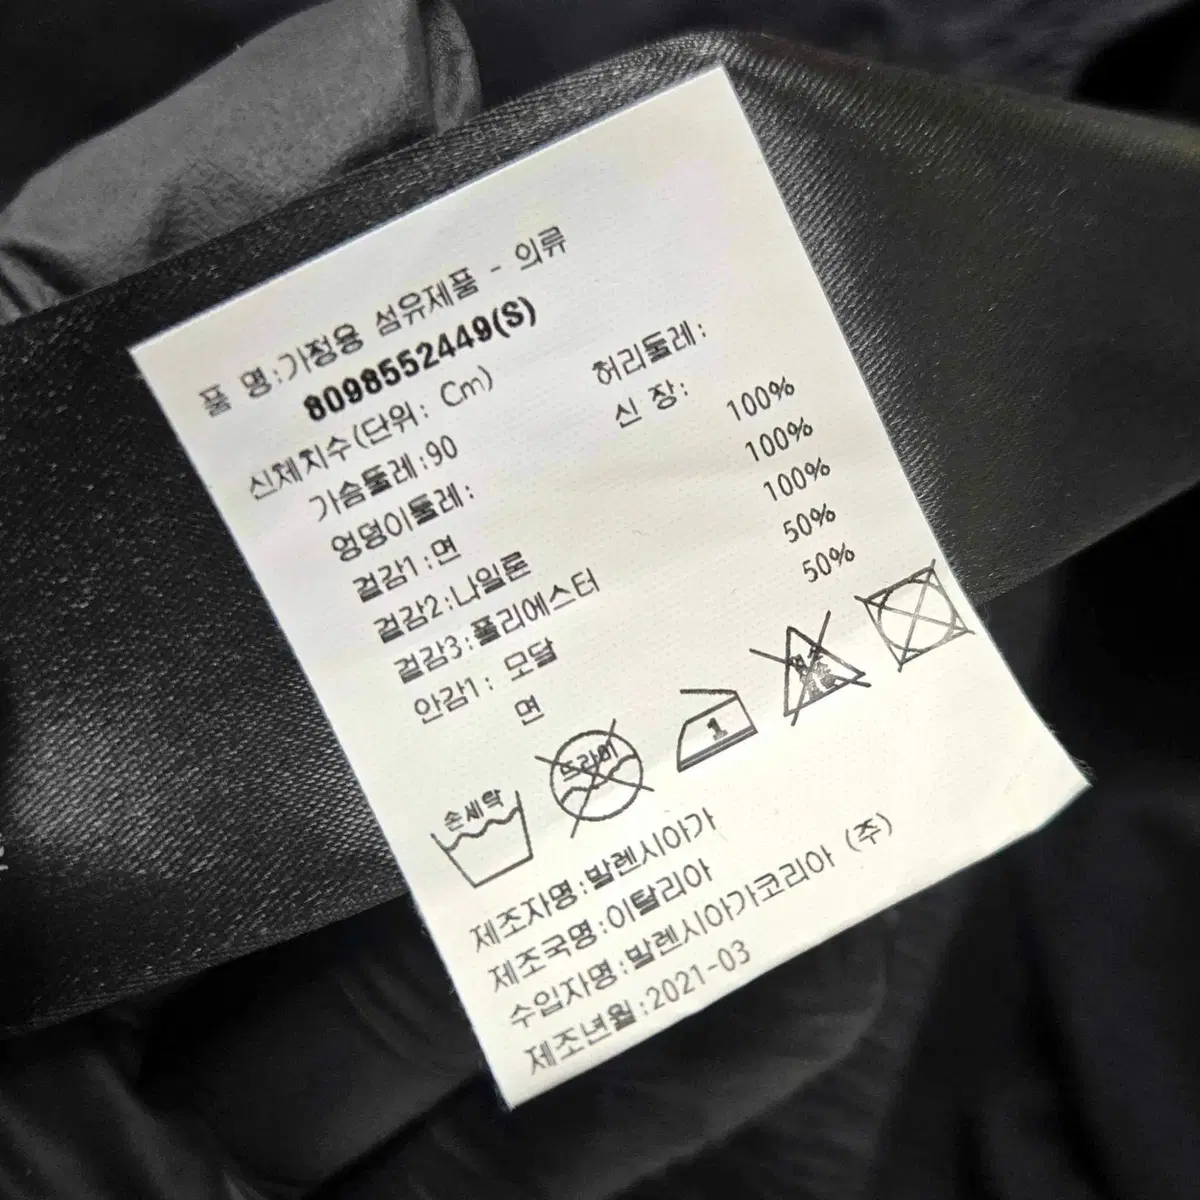 품 명:가정용 섬유제품 - 의류
8098552449(S)
신체치수(단위: Cm)
가슴둘레:90 허리둘레:
엉덩이둘레: 신 장:
겉감1:면 100%
겉감2:나일론 100%
겉감3:폴리에스터 100%
안감1: 모달 50%
면 50%
손세탁 드라이 1
제조자명:발렌시아가
제조국명:이탈리아
수입자명:발렌시아가코리아 (주)
제조년월:2021-03